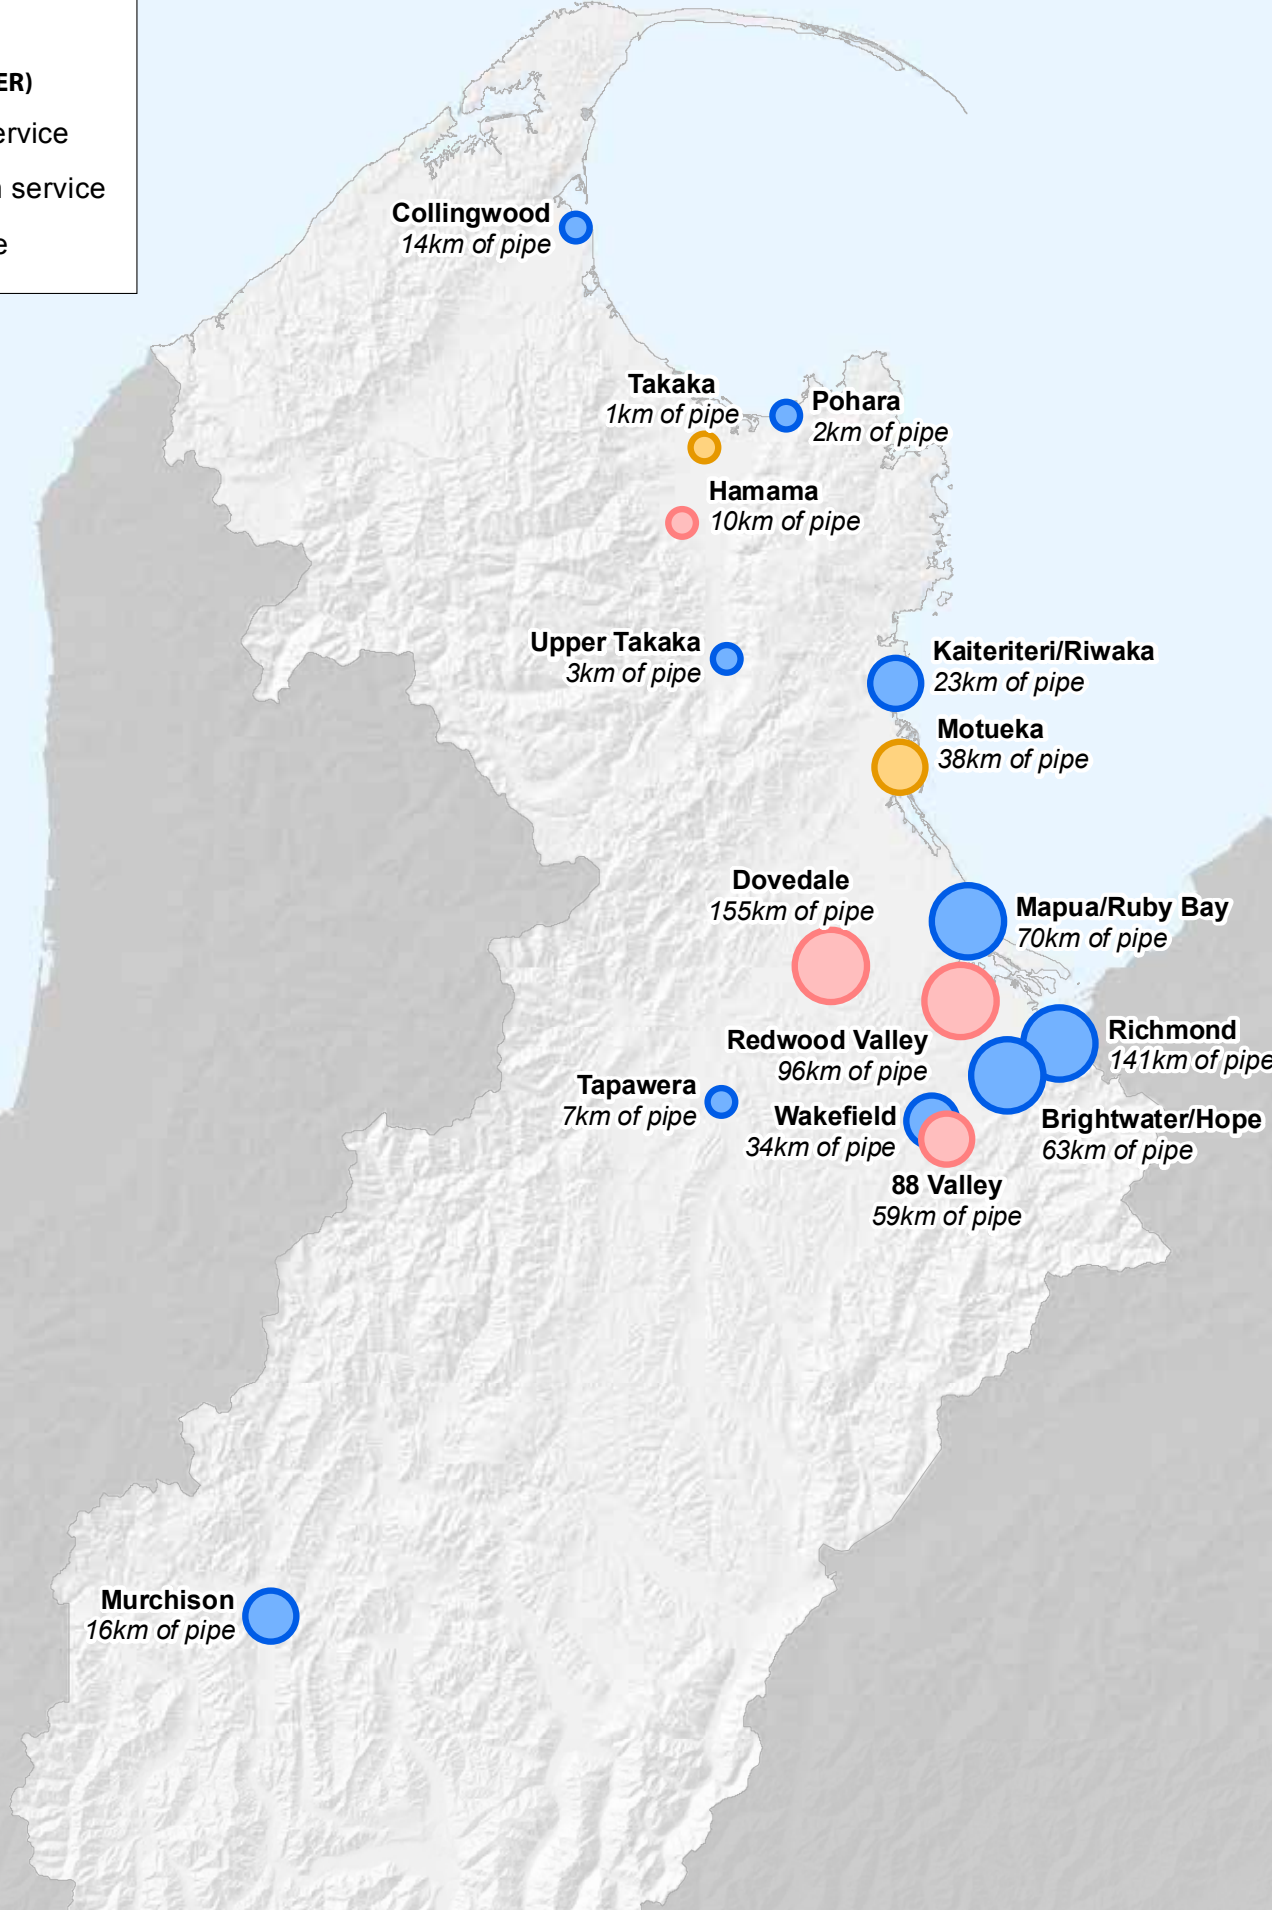 ER)
ervice
service
e
Collingwood
14km of pipe
Takaka
1km of pipe
Pohara
2km of pipe
Hamama
10km of pipe
Upper Takaka
3km of pipe
Kaiteriteri/Riwaka
23km of pipe
Motueka
38km of pipe
Dovedale
155km of pipe
Mapua/Ruby Bay
70km of pipe
Redwood Valley
96km of pipe
Richmond
141km of pipe
Tapawera
7km of pipe
Wakefield
34km of pipe
Brightwater/Hope
63km of pipe
88 Valley
59km of pipe
Murchison
16km of pipe